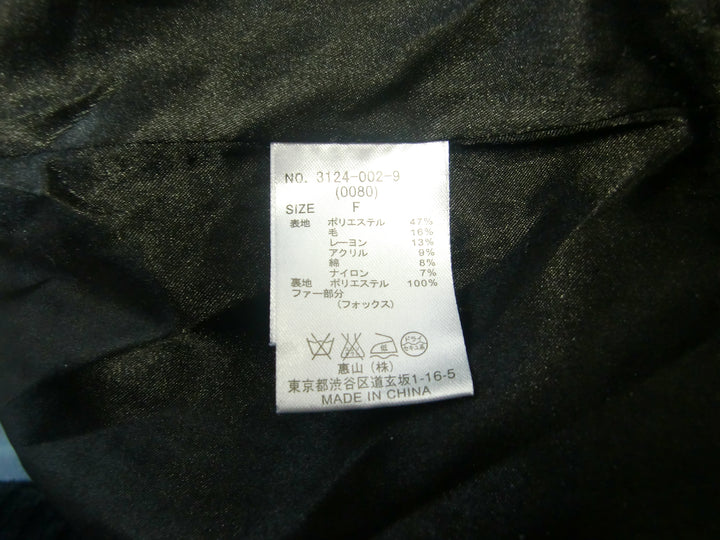 NO. 3124-002-9
(0080)
SIZE F
表地 ポリエステル 47%
毛 16%
レーヨン 13%
アクリル 9%
綿 8%
ナイロン 7%
裏地 ポリエステル 100%
ファー部分
(フォックス)
低 ドライ
惠山(株)
東京都渋谷区道玄坂1-16-5
MADE IN CHINA